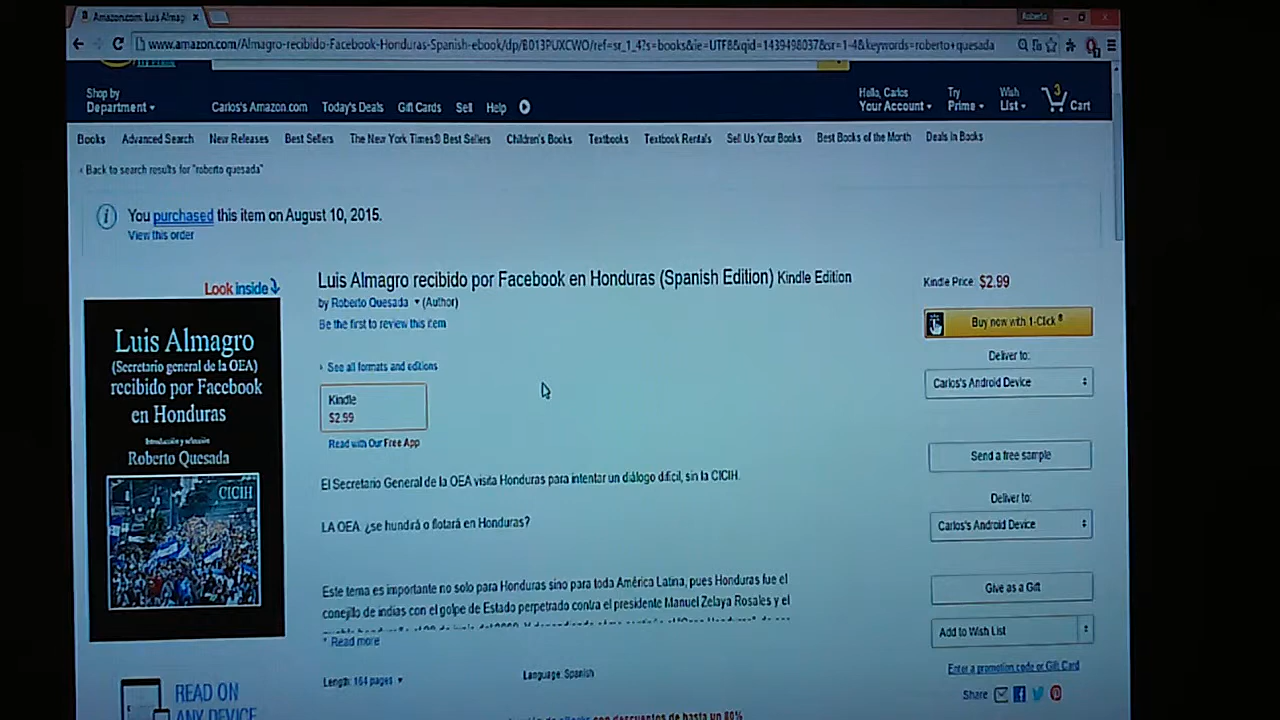 Amazon.com: Luis Almag
Roberto
www.amazon.com/Almagro-recibido-Facebook-Honduras-Spanish-ebook/dp/B013PUXCWO/ref=sr_1_4?s=books&ie=UTF8&qid=1439498037&sr=1-4&keywords=roberto+quesada
Shop by
Department
Carlos's Amazon.com Today's Deals Gift Cards Sell Help
Hello, Carlos
Your Account
Try
Prime
Wish
List
3
Cart
Books Advanced Search New Releases Best Sellers The New York Times® Best Sellers Children's Books Textbooks Textbook Rentals Sell Us Your Books Best Books of the Month Deals in Books
‹ Back to search results for "roberto quesada"
You purchased this item on August 10, 2015.
View this order
Look inside
Luis Almagro
(Secretario general de la OEA)
recibido por Facebook
en Honduras
Introducción y selección
Roberto Quesada
CICIH
READ ON
ANY DEVICE
Luis Almagro recibido por Facebook en Honduras (Spanish Edition) Kindle Edition
by Roberto Quesada (Author)
Be the first to review this item
› See all formats and editions
Kindle
$2.99
Read with Our Free App
El Secretario General de la OEA visita Honduras para intentar un diálogo difícil, sin la CICIH.
LA OEA: ¿se hundirá o flotará en Honduras?
Este tema es importante no solo para Honduras sino para toda América Latina, pues Honduras fue el
conejillo de indias con el golpe de Estado perpetrado contra el presidente Manuel Zelaya Rosales y el
Read more
Length: 164 pages
Language: Spanish
con descuentos de hasta un 80%
Kindle Price: $2.99
Buy now with 1-Click ®
Deliver to:
Carlos's Android Device
Send a free sample
Deliver to:
Carlos's Android Device
Give as a Gift
Add to Wish List
Enter a promotion code or Gift Card
Share